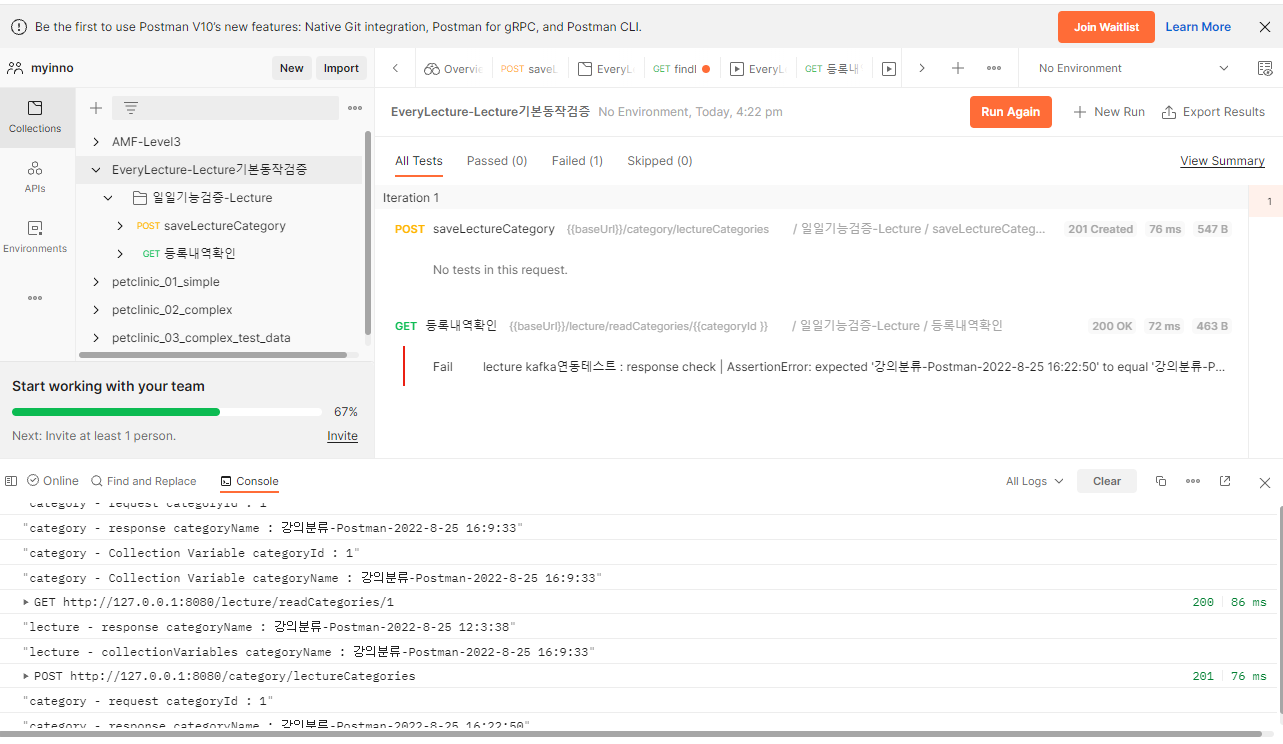 Be the first to use Postman V10's new features: Native Git integration, Postman for gRPC, and Postman CLI.
Join Waitlist
Learn More
myinno
New
Import
Overvie
POST saveL
EveryL
GET findl
EveryL
GET 등록내
No Environment
Collections
APIs
Environments
AMF-Level3
EveryLecture-Lecture기본동작검증
일일기능검증-Lecture
POST saveLectureCategory
GET 등록내역확인
petclinic_01_simple
petclinic_02_complex
petclinic_03_complex_test_data
Start working with your team
67%
Next: Invite at least 1 person.
Invite
EveryLecture-Lecture기본동작검증 No Environment, Today, 4:22 pm
Run Again
New Run
Export Results
All Tests
Passed (0)
Failed (1)
Skipped (0)
View Summary
Iteration 1
1
POST saveLectureCategory {{baseUrl}}/category/lectureCategories / 일일기능검증-Lecture / saveLectureCateg... 201 Created 76 ms 547 B
No tests in this request.
GET 등록내역확인 {{baseUrl}}/lecture/readCategories/{{categoryId }} / 일일기능검증-Lecture / 등록내역확인 200 OK 72 ms 463 B
Fail lecture kafka연동테스트 : response check | AssertionError: expected '강의분류-Postman-2022-8-25 16:22:50' to equal '강의분류-P...
Online
Find and Replace
Console
All Logs
Clear
"category - request categoryId : 1"
"category - response categoryName : 강의분류-Postman-2022-8-25 16:9:33"
"category - Collection Variable categoryId : 1"
"category - Collection Variable categoryName : 강의분류-Postman-2022-8-25 16:9:33"
GET http://127.0.0.1:8080/lecture/readCategories/1 200 86 ms
"lecture - response categoryName : 강의분류-Postman-2022-8-25 12:3:38"
"lecture - collectionVariables categoryName : 강의분류-Postman-2022-8-25 16:9:33"
POST http://127.0.0.1:8080/category/lectureCategories 201 76 ms
"category - request categoryId : 1"
"category - response categoryName : 강의분류-Postman-2022-8-25 16:22:50"